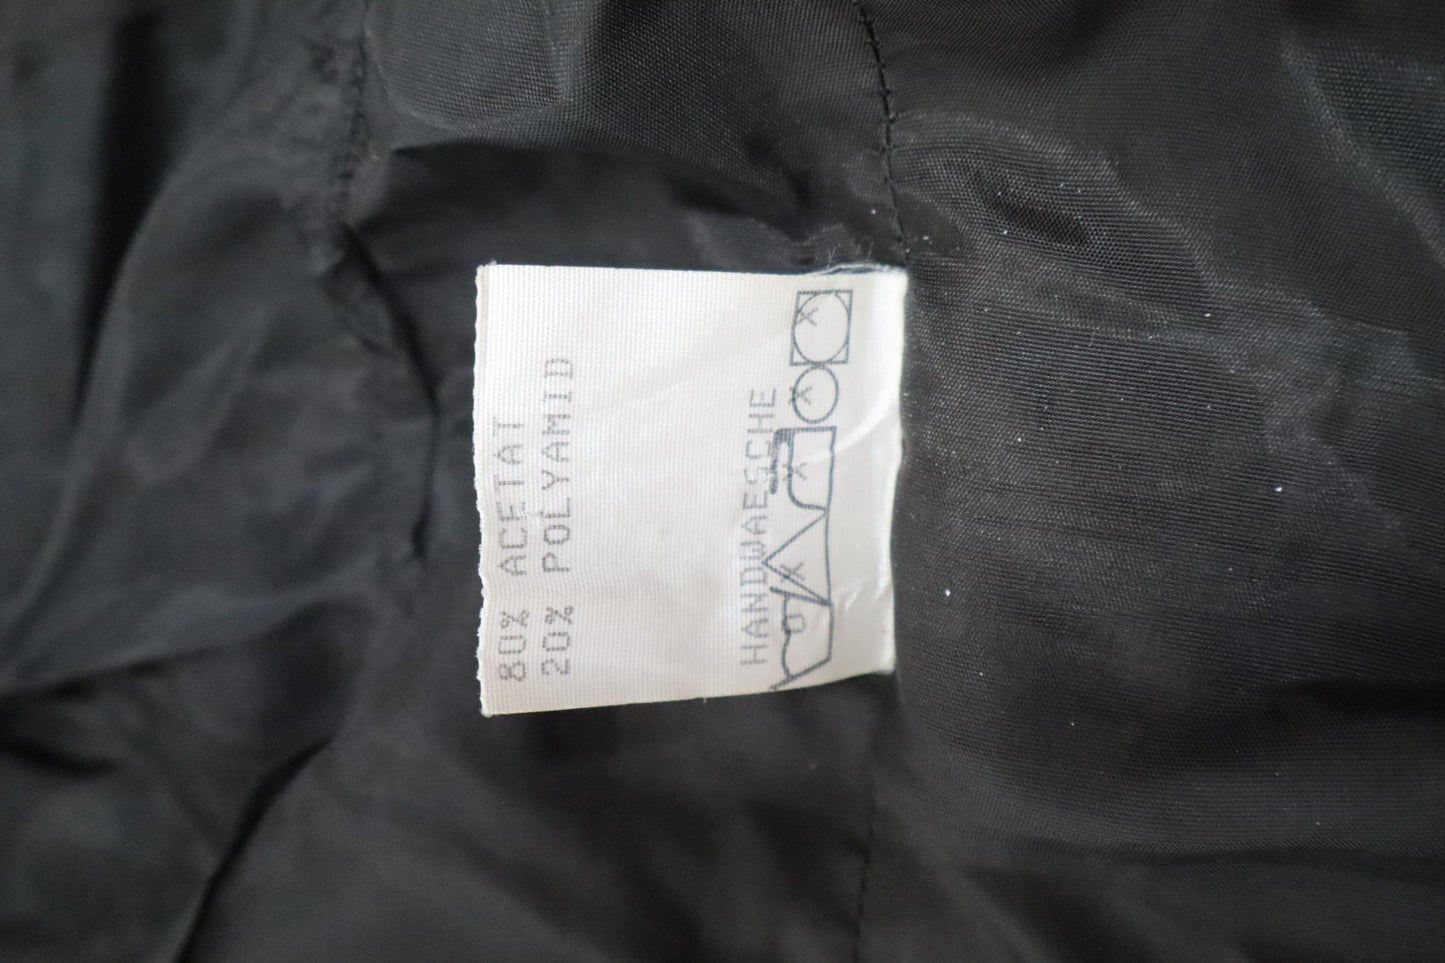 80% ACETAT
20% POLYAMID
HANDWAESCHE